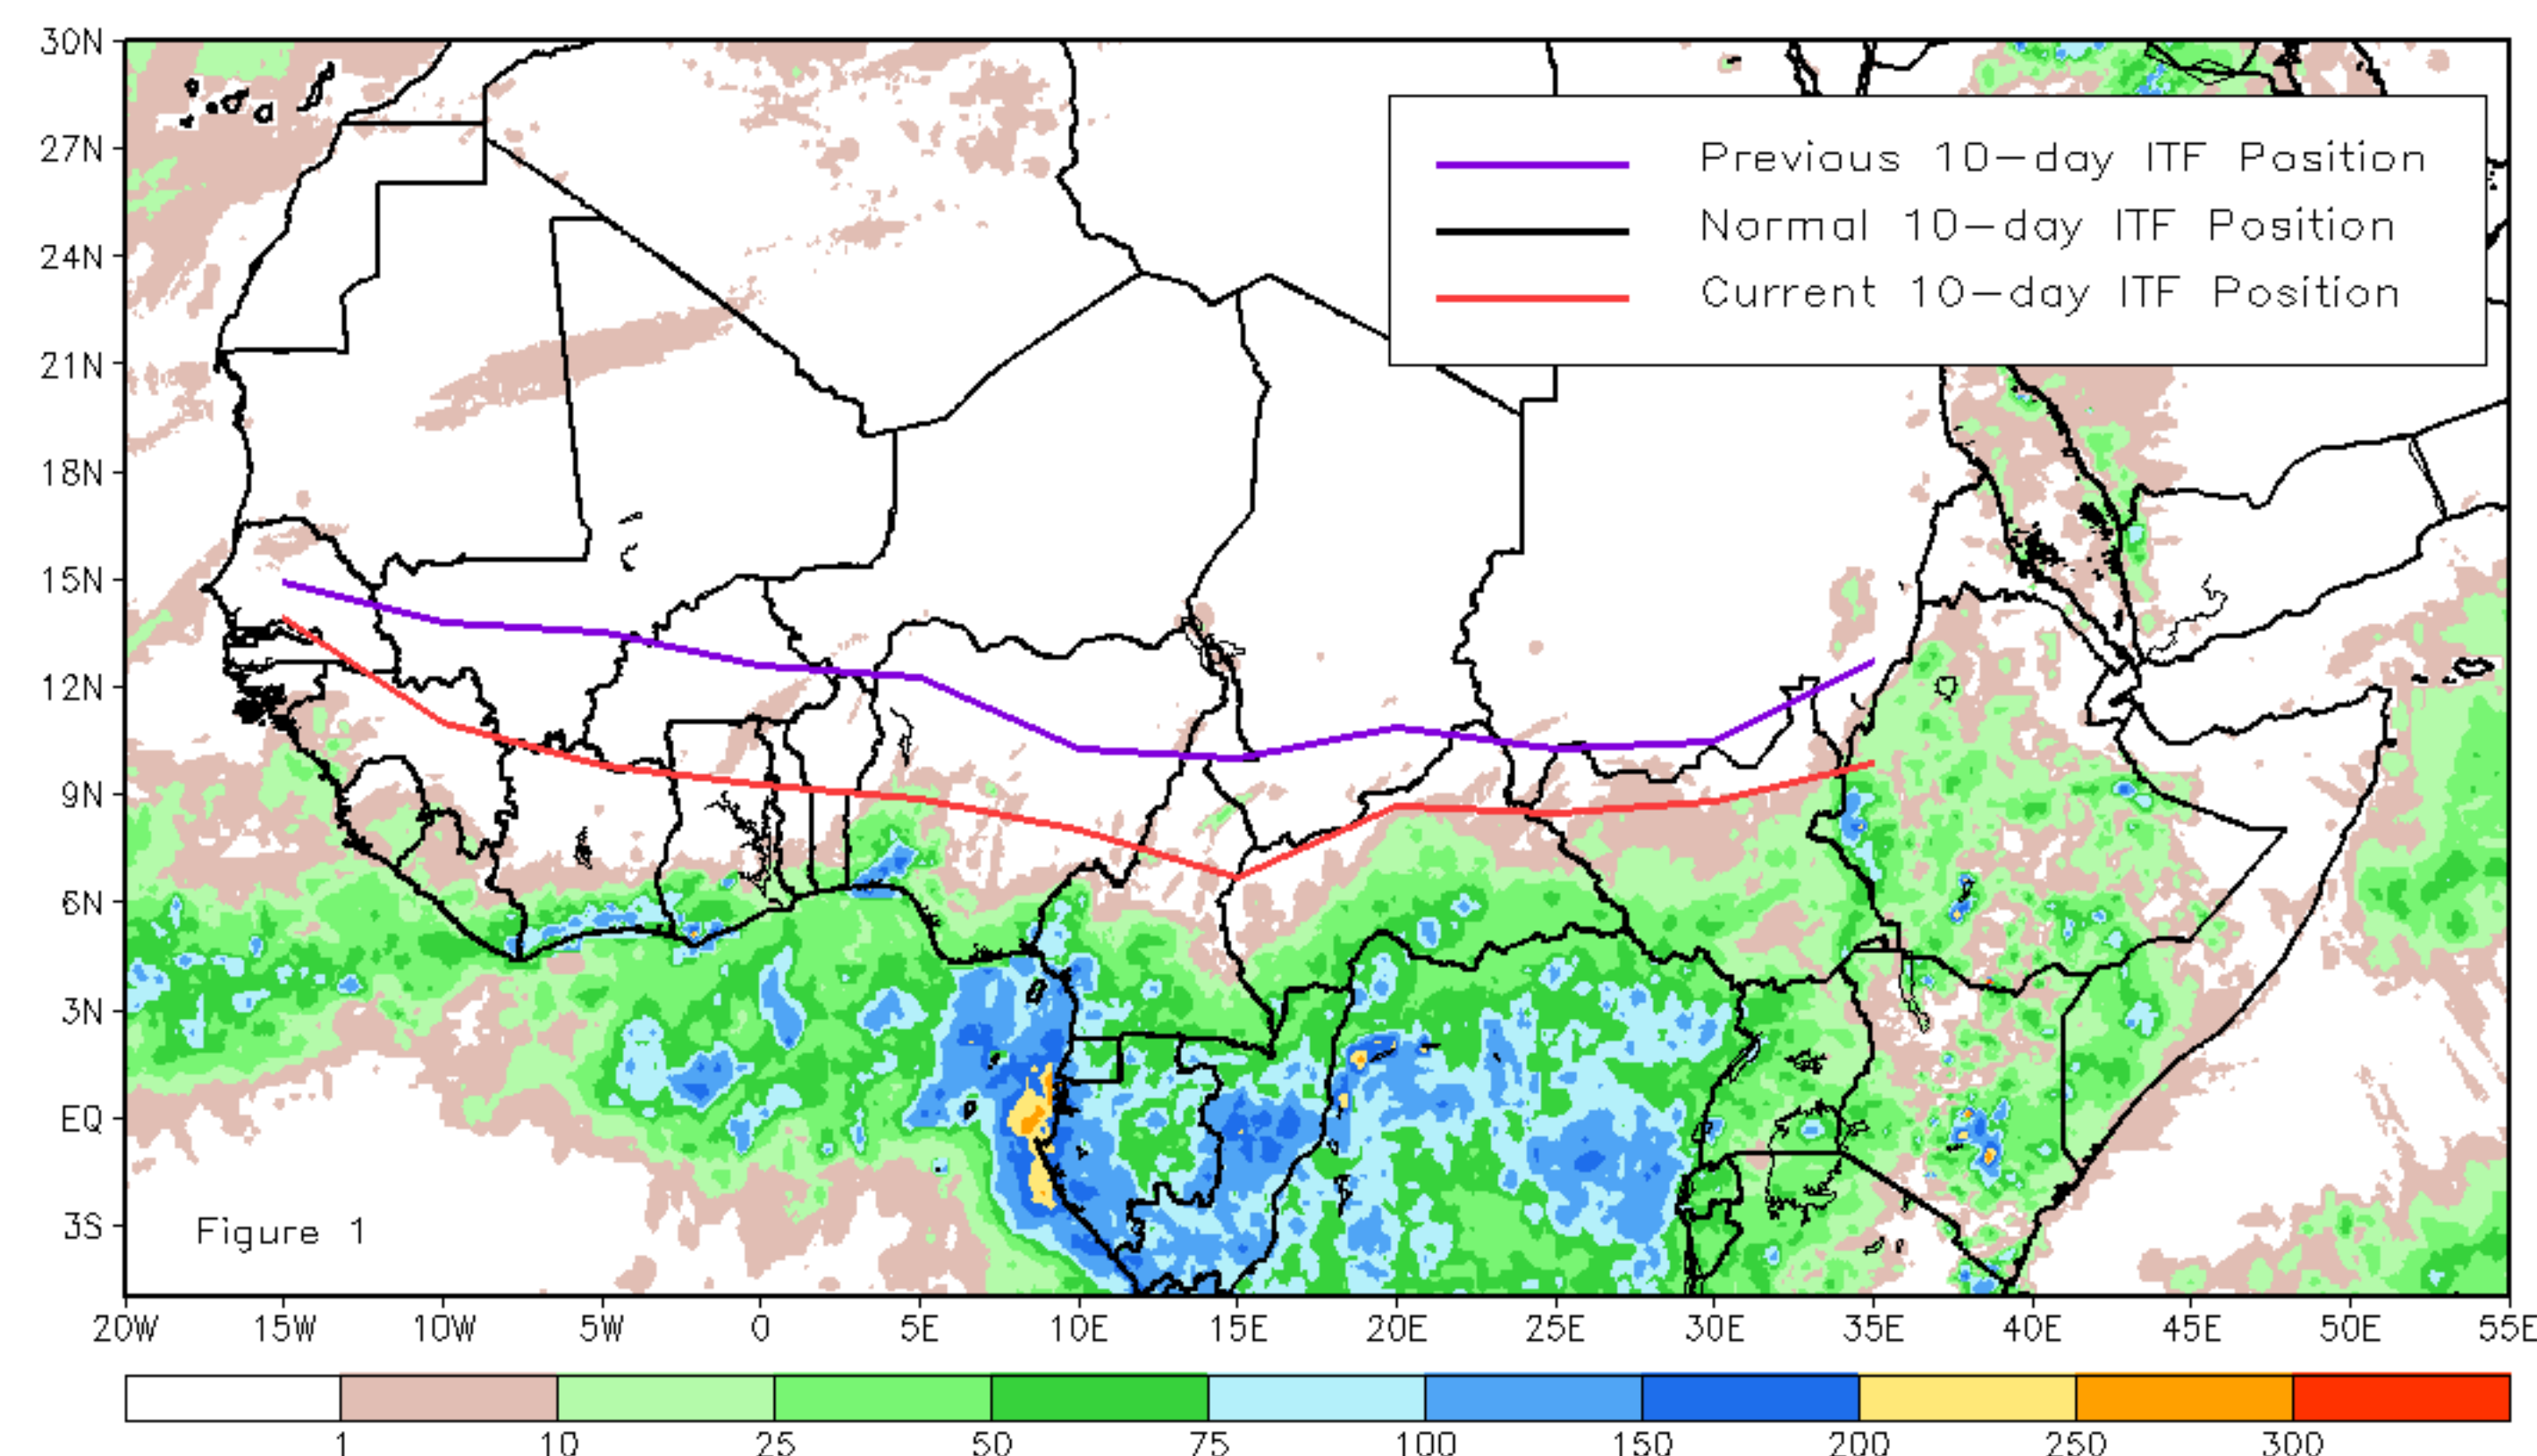 30N
27N
24N
21N
18N
15N
12N
9N
6N
3N
EQ
3S
Previous 10-day ITF Position
Normal 10-day ITF Position
Current 10-day ITF Position
Figure 1
20W 15W 10W 5W 0 5E 10E 15E 20E 25E 30E 35E 40E 45E 50E 55E
1 10 25 50 75 100 150 200 250 300